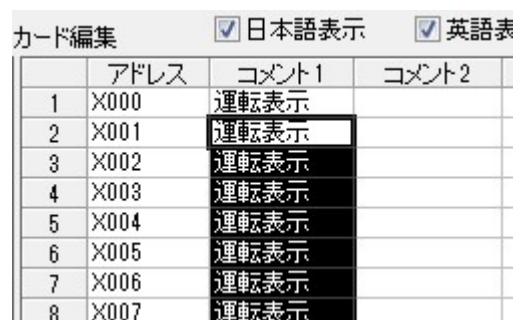 カード編集 日本語表示 英語表
アドレス コメント1 コメント2
1 X000 運転表示
2 X001 運転表示
3 X002 運転表示
4 X003 運転表示
5 X004 運転表示
6 X005 運転表示
7 X006 運転表示
8 X007 運転表示